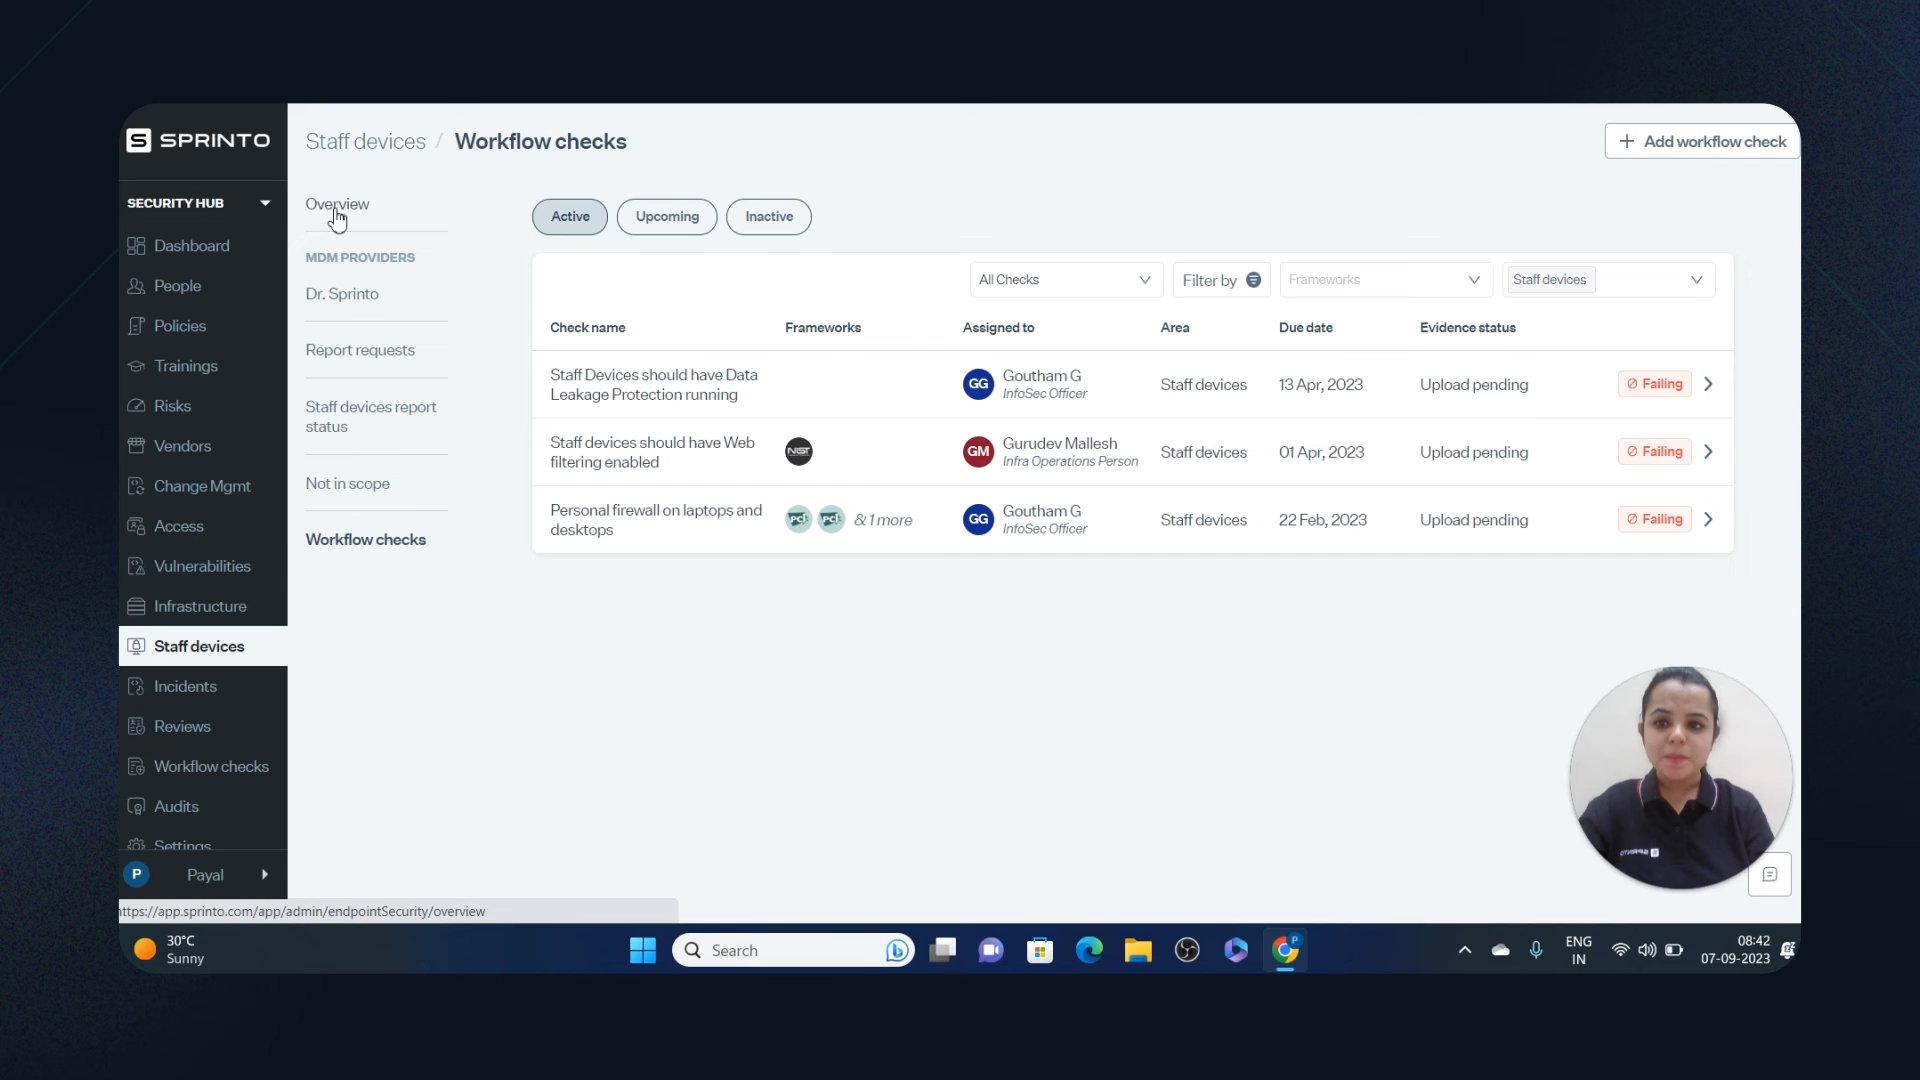 SPRINTO
Staff devices / Workflow checks
+ Add workflow check
SECURITY HUB
Dashboard
People
Policies
Trainings
Risks
Vendors
Change Mgmt
Access
Vulnerabilities
Infrastructure
Staff devices
Incidents
Reviews
Workflow checks
Audits
Settings
P
Payal
Overview
MDM PROVIDERS
Dr. Sprinto
Report requests
Staff devices report
status
Not in scope
Workflow checks
Active
Upcoming
Inactive
All Checks
Filter by
Frameworks
Staff devices
Check name
Frameworks
Assigned to
Area
Due date
Evidence status
Staff Devices should have Data
Leakage Protection running
GG
Goutham G
InfoSec Officer
Staff devices
13 Apr, 2023
Upload pending
Failing
Staff devices should have Web
filtering enabled
NIST
GM
Gurudev Mallesh
Infra Operations Person
Staff devices
01 Apr, 2023
Upload pending
Failing
Personal firewall on laptops and
desktops
PCI
PCI
& 1 more
GG
Goutham G
InfoSec Officer
Staff devices
22 Feb, 2023
Upload pending
Failing
SPRINTO
ttps://app.sprinto.com/app/admin/endpointSecurity/overview
30°C
Sunny
Search
P
ENG
IN
08:42
07-09-2023